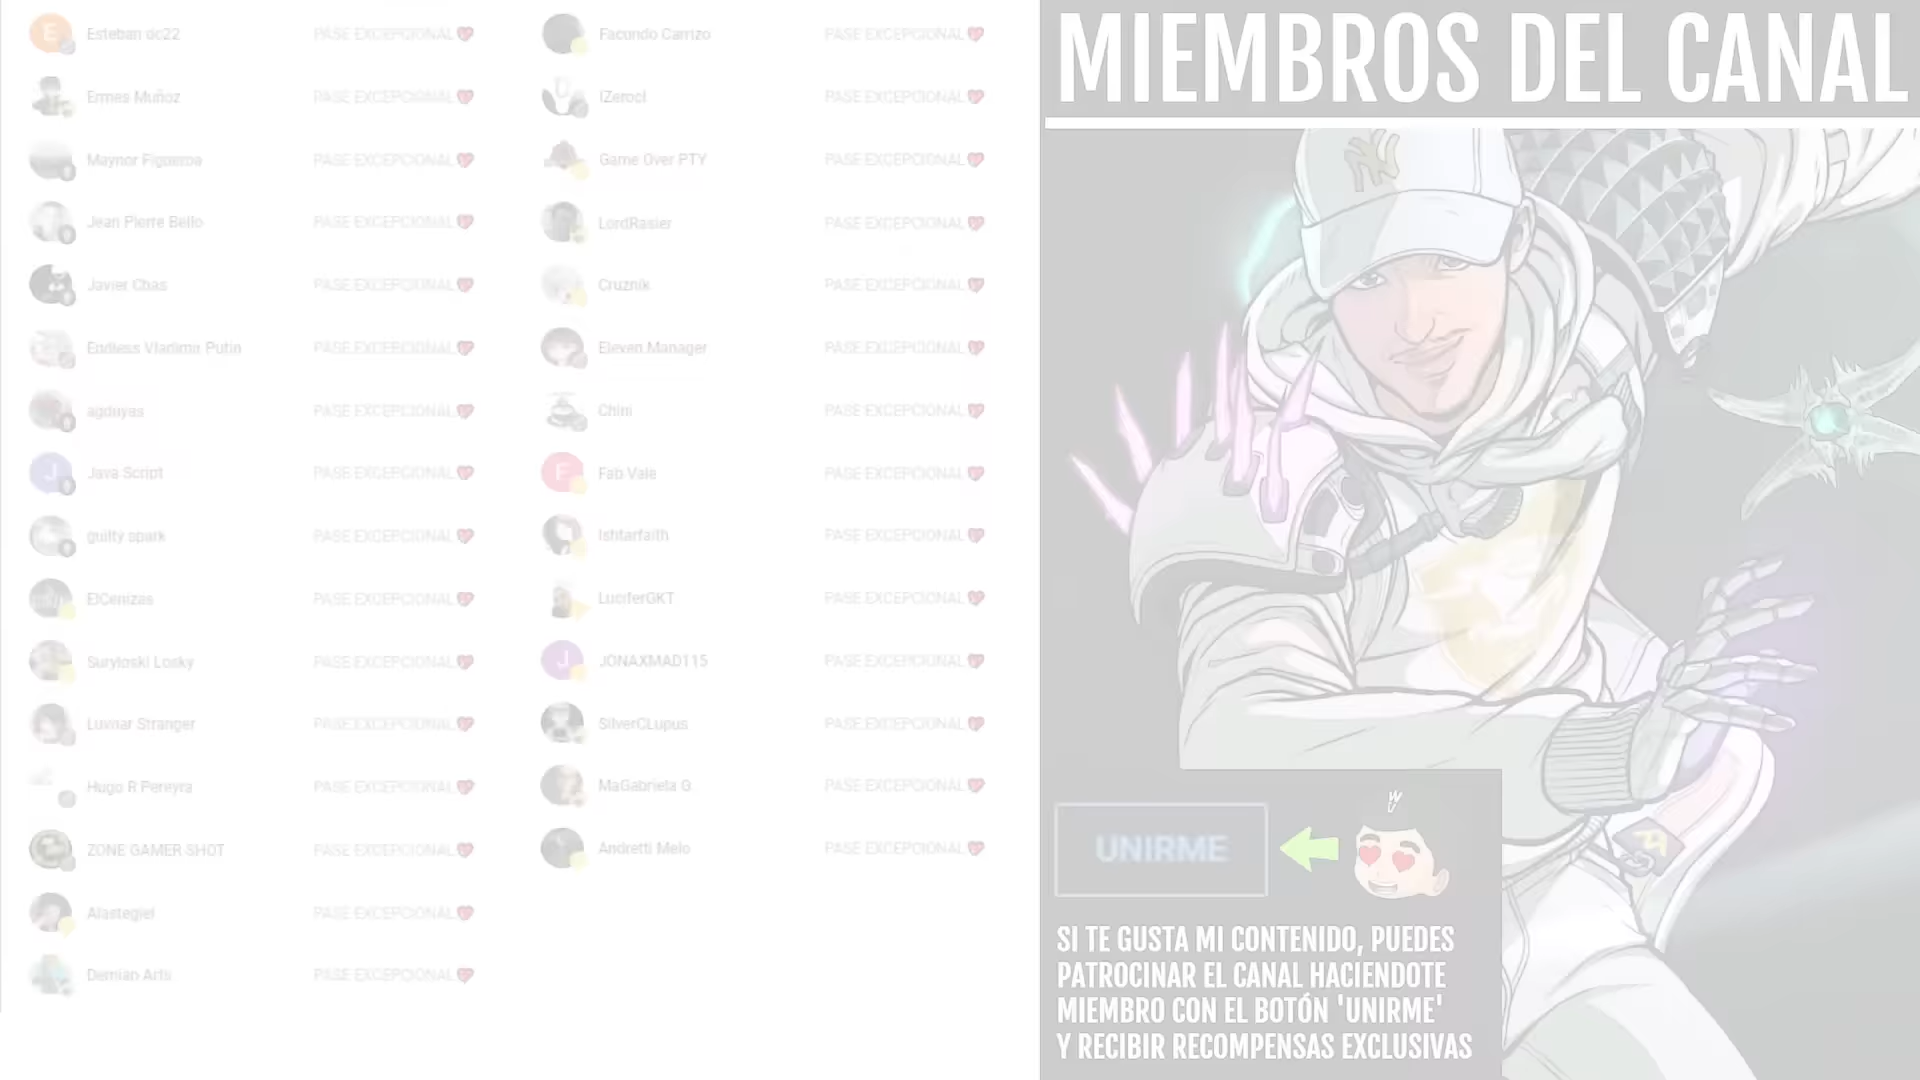 Esteban dc22 PASE EXCEPCIONAL
Ermes Muñoz PASE EXCEPCIONAL
Maynor Figueroa PASE EXCEPCIONAL
Jean Pierre Bello PASE EXCEPCIONAL
Javier Chas PASE EXCEPCIONAL
Endless Vladimir Putin PASE EXCEPCIONAL
PASE EXCEPCIONAL
Java Script PASE EXCEPCIONAL
guilty spark PASE EXCEPCIONAL
ElCenizas PASE EXCEPCIONAL
Suryloski Losky PASE EXCEPCIONAL
Stranger PASE EXCEPCIONAL
Hugo R Pereyra PASE EXCEPCIONAL
ZONE GAMER SHOT PASE EXCEPCIONAL
Alastegiel PASE EXCEPCIONAL
Demian Arts PASE EXCEPCIONAL
Facundo Carrizo PASE EXCEPCIONAL
PASE EXCEPCIONAL
Game Over PTY PASE EXCEPCIONAL
LordRasier PASE EXCEPCIONAL
Cruznik PASE EXCEPCIONAL
Eleven Manager PASE EXCEPCIONAL
Chini PASE EXCEPCIONAL
Fab Vale PASE EXCEPCIONAL
Ishtarfaith PASE EXCEPCIONAL
LuciferGKT PASE EXCEPCIONAL
JONAXMAD115 PASE EXCEPCIONAL
SilverCLupus PASE EXCEPCIONAL
MaGabriela G PASE EXCEPCIONAL
Andretti Melo PASE EXCEPCIONAL
MIEMBROS DEL CANAL
UNIRME
SI TE GUSTA MI CONTENIDO, PUEDES
PATROCINAR EL CANAL HACIENDOTE
MIEMBRO CON EL BOTÓN 'UNIRME'
Y RECIBIR RECOMPENSAS EXCLUSIVAS